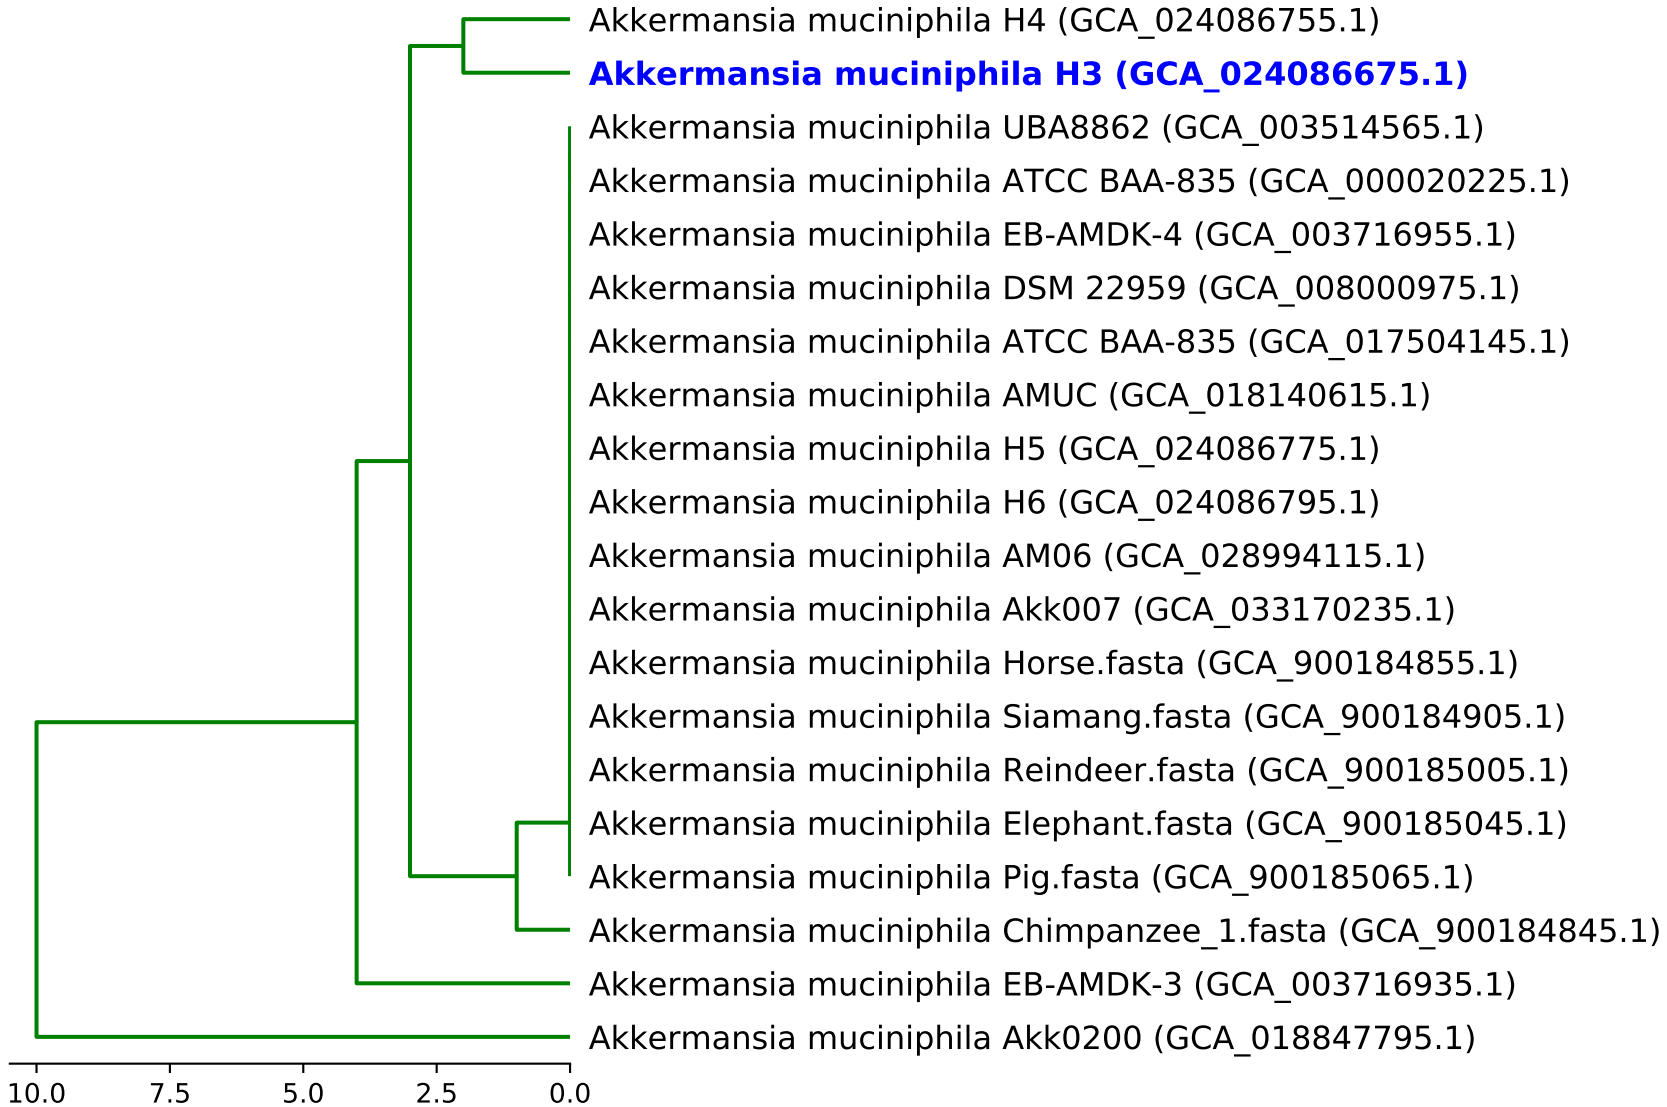 Akkermansia muciniphila H4 (GCA_024086755.1)
Akkermansia muciniphila H3 (GCA_024086675.1)
Akkermansia muciniphila UBA8862 (GCA_003514565.1)
Akkermansia muciniphila ATCC BAA-835 (GCA_000020225.1)
Akkermansia muciniphila EB-AMDK-4 (GCA_003716955.1)
Akkermansia muciniphila DSM 22959 (GCA_008000975.1)
Akkermansia muciniphila ATCC BAA-835 (GCA_017504145.1)
Akkermansia muciniphila AMUC (GCA_018140615.1)
Akkermansia muciniphila H5 (GCA_024086775.1)
Akkermansia muciniphila H6 (GCA_024086795.1)
Akkermansia muciniphila AM06 (GCA_028994115.1)
Akkermansia muciniphila Akk007 (GCA_033170235.1)
Akkermansia muciniphila Horse.fasta (GCA_900184855.1)
Akkermansia muciniphila Siamang.fasta (GCA_900184905.1)
Akkermansia muciniphila Reindeer.fasta (GCA_900185005.1)
Akkermansia muciniphila Elephant.fasta (GCA_900185045.1)
Akkermansia muciniphila Pig.fasta (GCA_900185065.1)
Akkermansia muciniphila Chimpanzee_1.fasta (GCA_900184845.1)
Akkermansia muciniphila EB-AMDK-3 (GCA_003716935.1)
Akkermansia muciniphila Akk0200 (GCA_018847795.1)
10.0 7.5 5.0 2.5 0.0